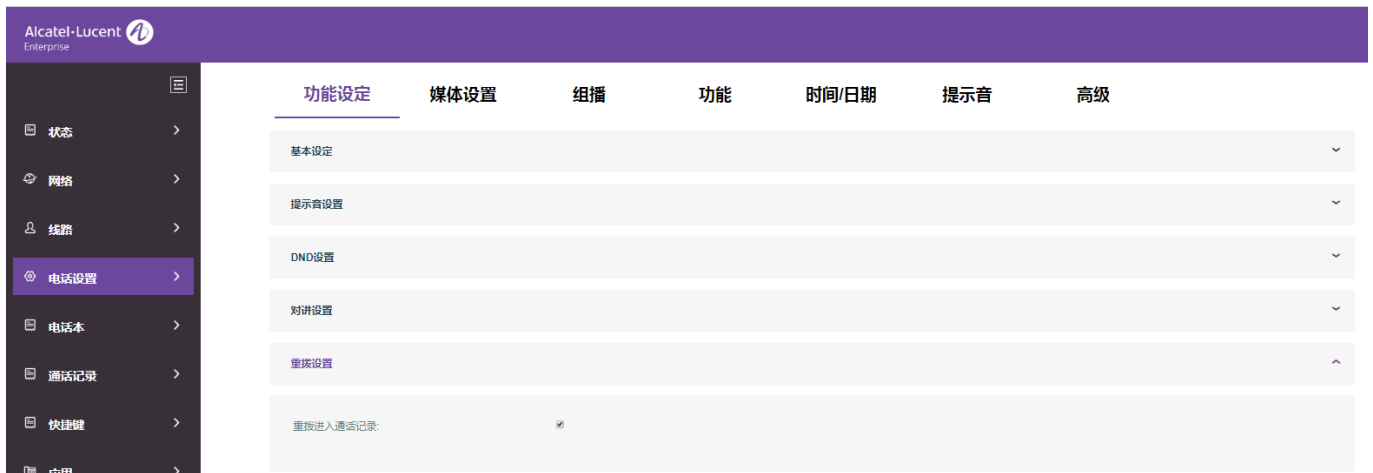 Alcatel·Lucent
Enterprise
功能设定 媒体设置 组播 功能 时间/日期 提示音 高级
状态
网络
线路
电话设置
电话本
通话记录
快捷键
应用
基本设定
提示音设置
DND设置
对讲设置
重拨设置
重拨进入通话记录: